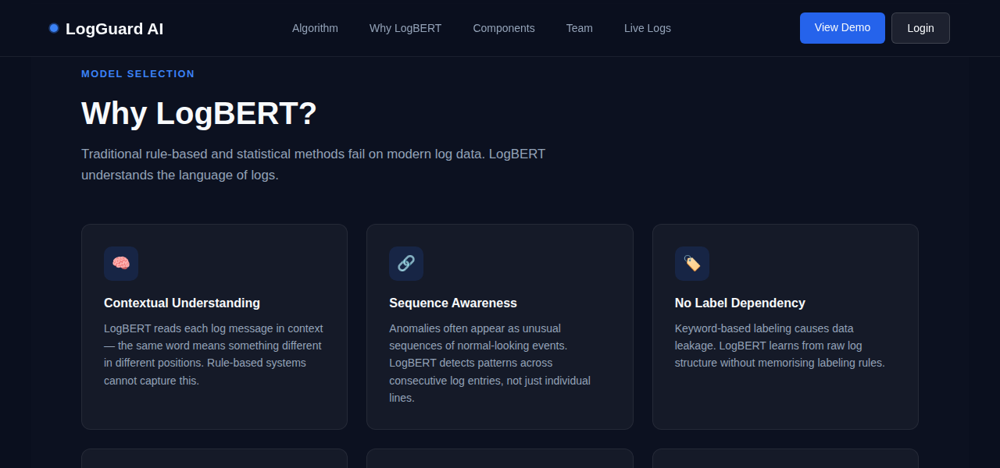 LogGuard AI
Algorithm
Why LogBERT
Components
Team
Live Logs
View Demo
Login
MODEL SELECTION
Why LogBERT?
Traditional rule-based and statistical methods fail on modern log data. LogBERT
understands the language of logs.
Contextual Understanding
LogBERT reads each log message in context
— the same word means something different
in different positions. Rule-based systems
cannot capture this.
Sequence Awareness
Anomalies often appear as unusual
sequences of normal-looking events.
LogBERT detects patterns across
consecutive log entries, not just individual
lines.
No Label Dependency
Keyword-based labeling causes data
leakage. LogBERT learns from raw log
structure without memorising labeling rules.